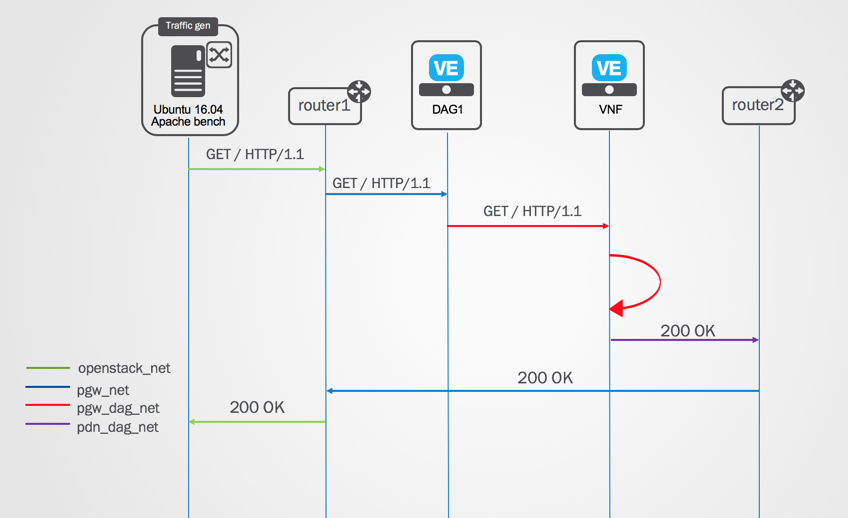 Traffic gen
VE
VE
Ubuntu 16.04
Apache bench
router1
DAG1
VNF
router2
GET / HTTP/1.1
GET / HTTP/1.1
GET / HTTP/1.1
200 OK
openstack_net
pgw_net
pgw_dag_net
pdn_dag_net
200 OK
200 OK